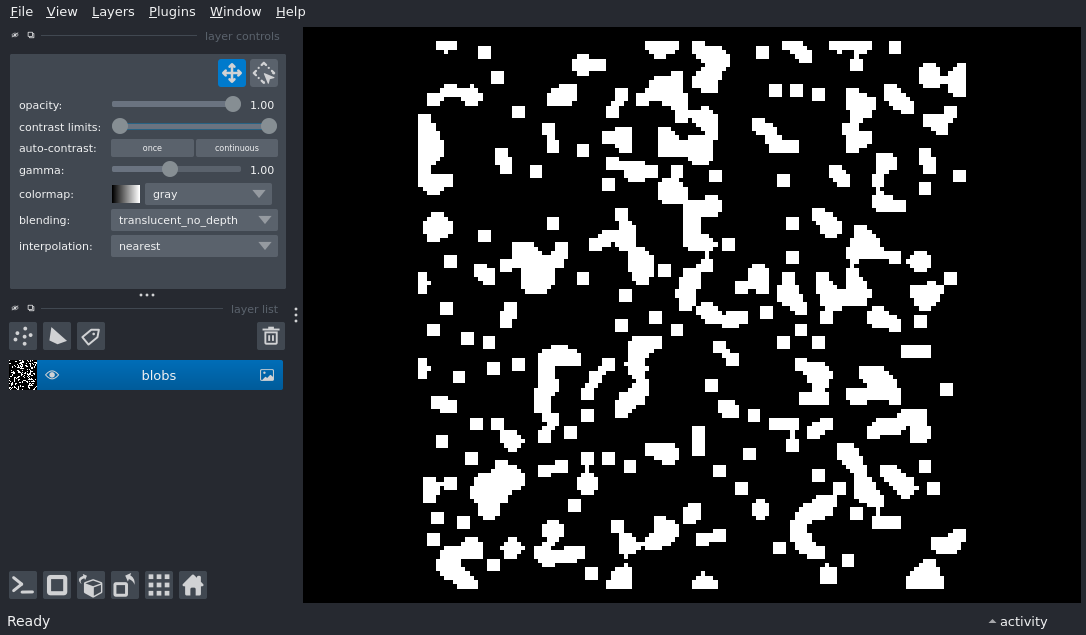 File View Layers Plugins Window Help
layer controls
opacity: 1.00
contrast limits:
auto-contrast: once continuous
gamma: 1.00
colormap: gray
blending: translucent_no_depth
interpolation: nearest
layer list
blobs
Ready activity